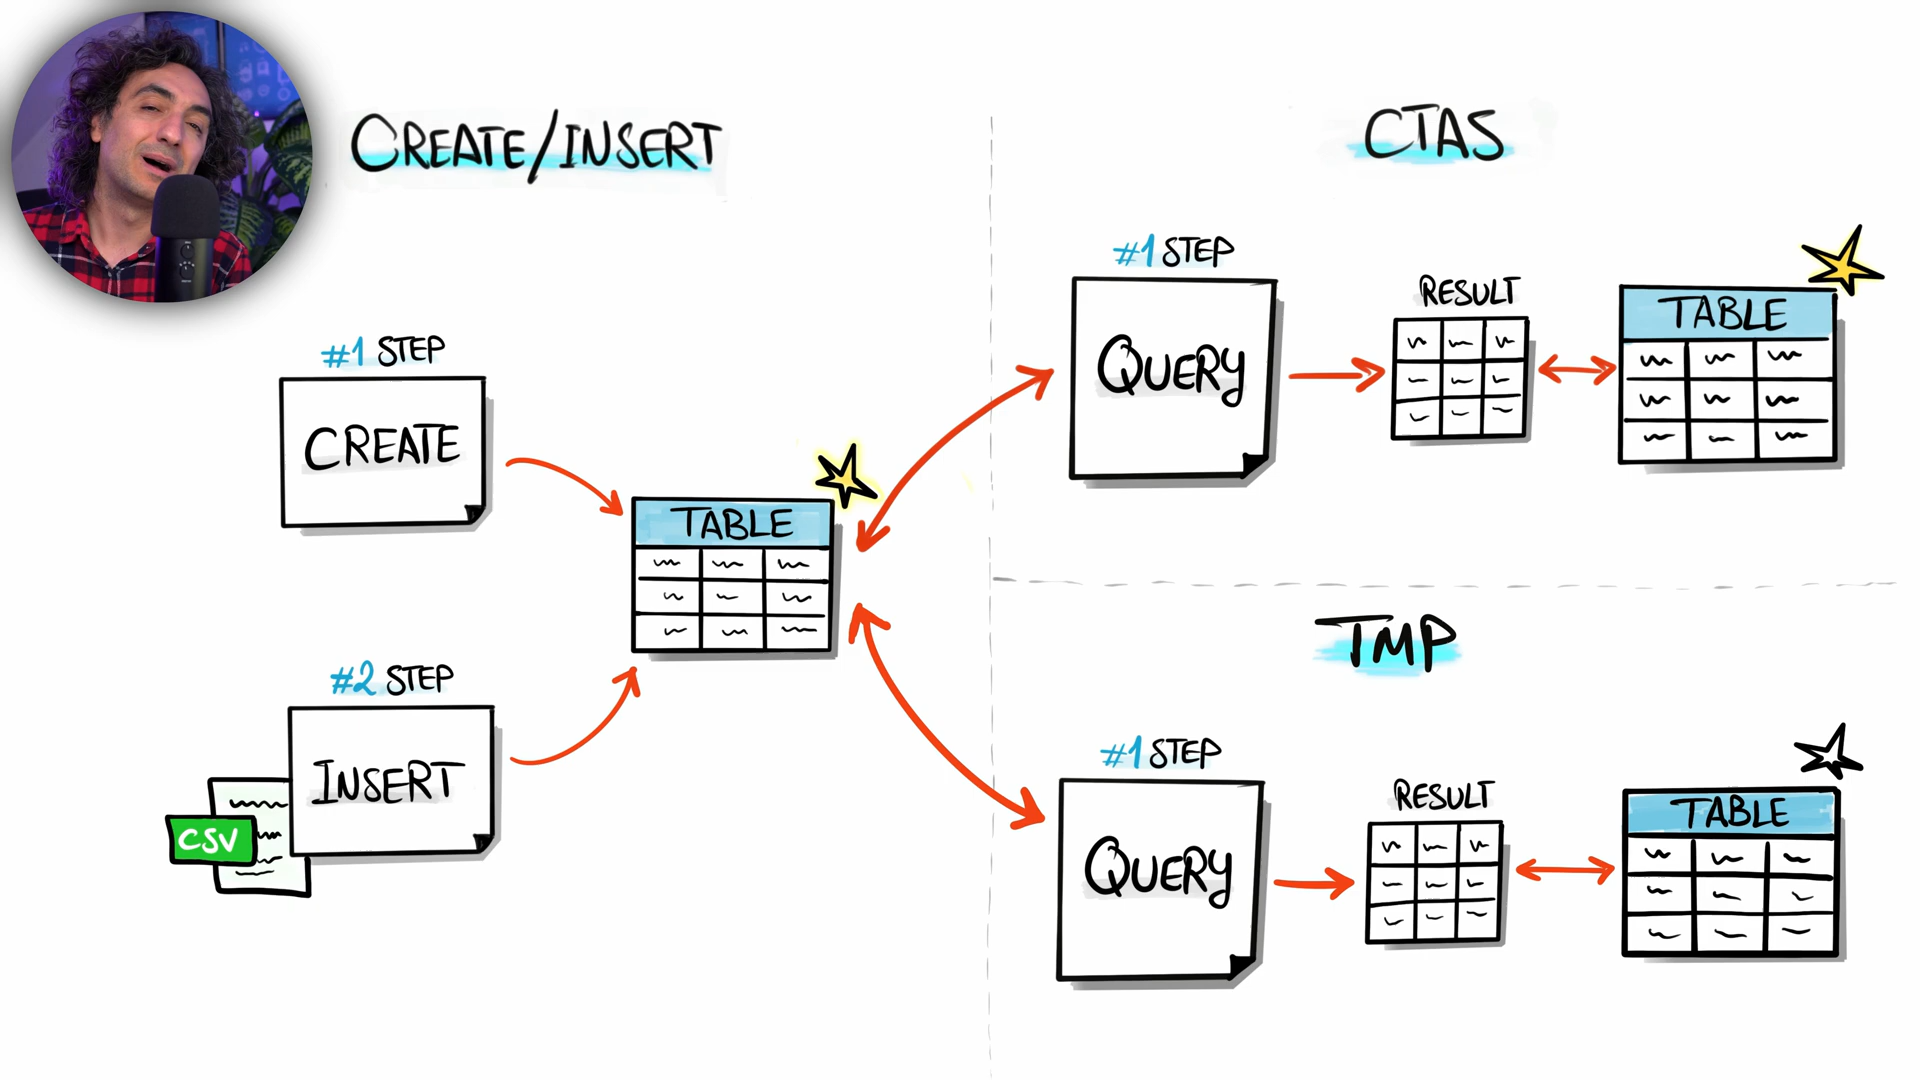 CREATE/INSERT
#1 STEP
CREATE
TABLE
#2 STEP
INSERT
CSV
CTAS
#1 STEP
QUERY
RESULT
TABLE
TMP
#1 STEP
QUERY
RESULT
TABLE